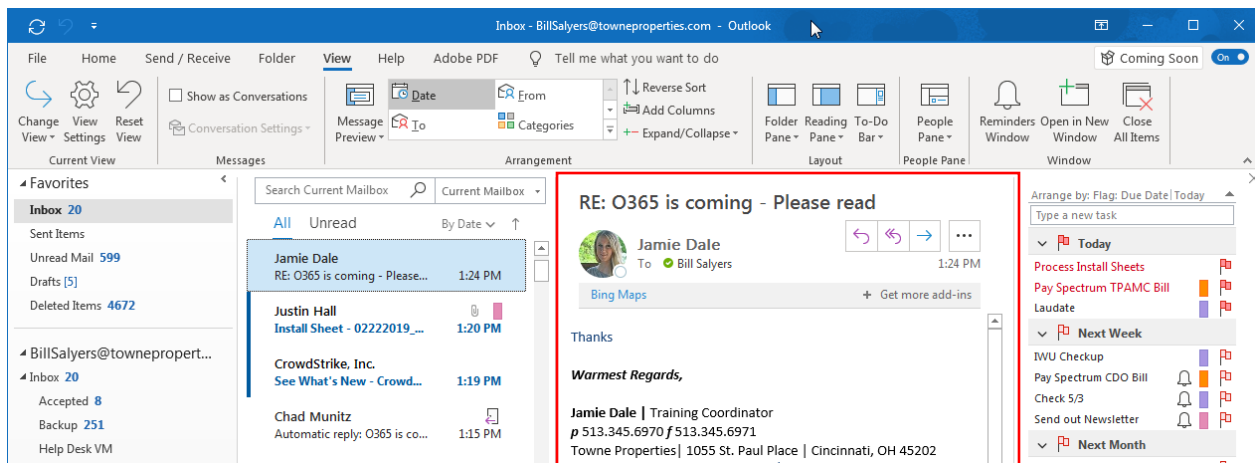 Inbox - BillSalyers@towneproperties.com - Outlook
File Home Send / Receive Folder View Help Adobe PDF Tell me what you want to do Coming Soon On
Change View View Settings Reset View
Current View
Show as Conversations
Conversation Settings
Messages
Message Preview
Date From
To Categories
Reverse Sort
Add Columns
Expand/Collapse
Arrangement
Folder Pane Reading Pane To-Do Bar
Layout
People Pane
People Pane
Reminders Window Open in New Window Close All Items
Window
Favorites
Inbox 20
Sent Items
Unread Mail 599
Drafts [5]
Deleted Items 4672
BillSalyers@townepropert...
Inbox 20
Accepted 8
Backup 251
Help Desk VM
Search Current Mailbox Current Mailbox
All Unread By Date
Jamie Dale
RE: O365 is coming - Please... 1:24 PM
Justin Hall
Install Sheet - 02222019_... 1:20 PM
CrowdStrike, Inc.
See What's New - Crowd... 1:19 PM
Chad Munitz
Automatic reply: O365 is co... 1:15 PM
RE: O365 is coming - Please read
Jamie Dale
To Bill Salyers 1:24 PM
Bing Maps + Get more add-ins
Thanks
Warmest Regards,
Jamie Dale | Training Coordinator
p 513.345.6970 f 513.345.6971
Towne Properties| 1055 St. Paul Place | Cincinnati, OH 45202
Arrange by: Flag: Due Date Today
Type a new task
Today
Process Install Sheets
Pay Spectrum TPAMC Bill
Laudate
Next Week
IWU Checkup
Pay Spectrum CDO Bill
Check 5/3
Send out Newsletter
Next Month